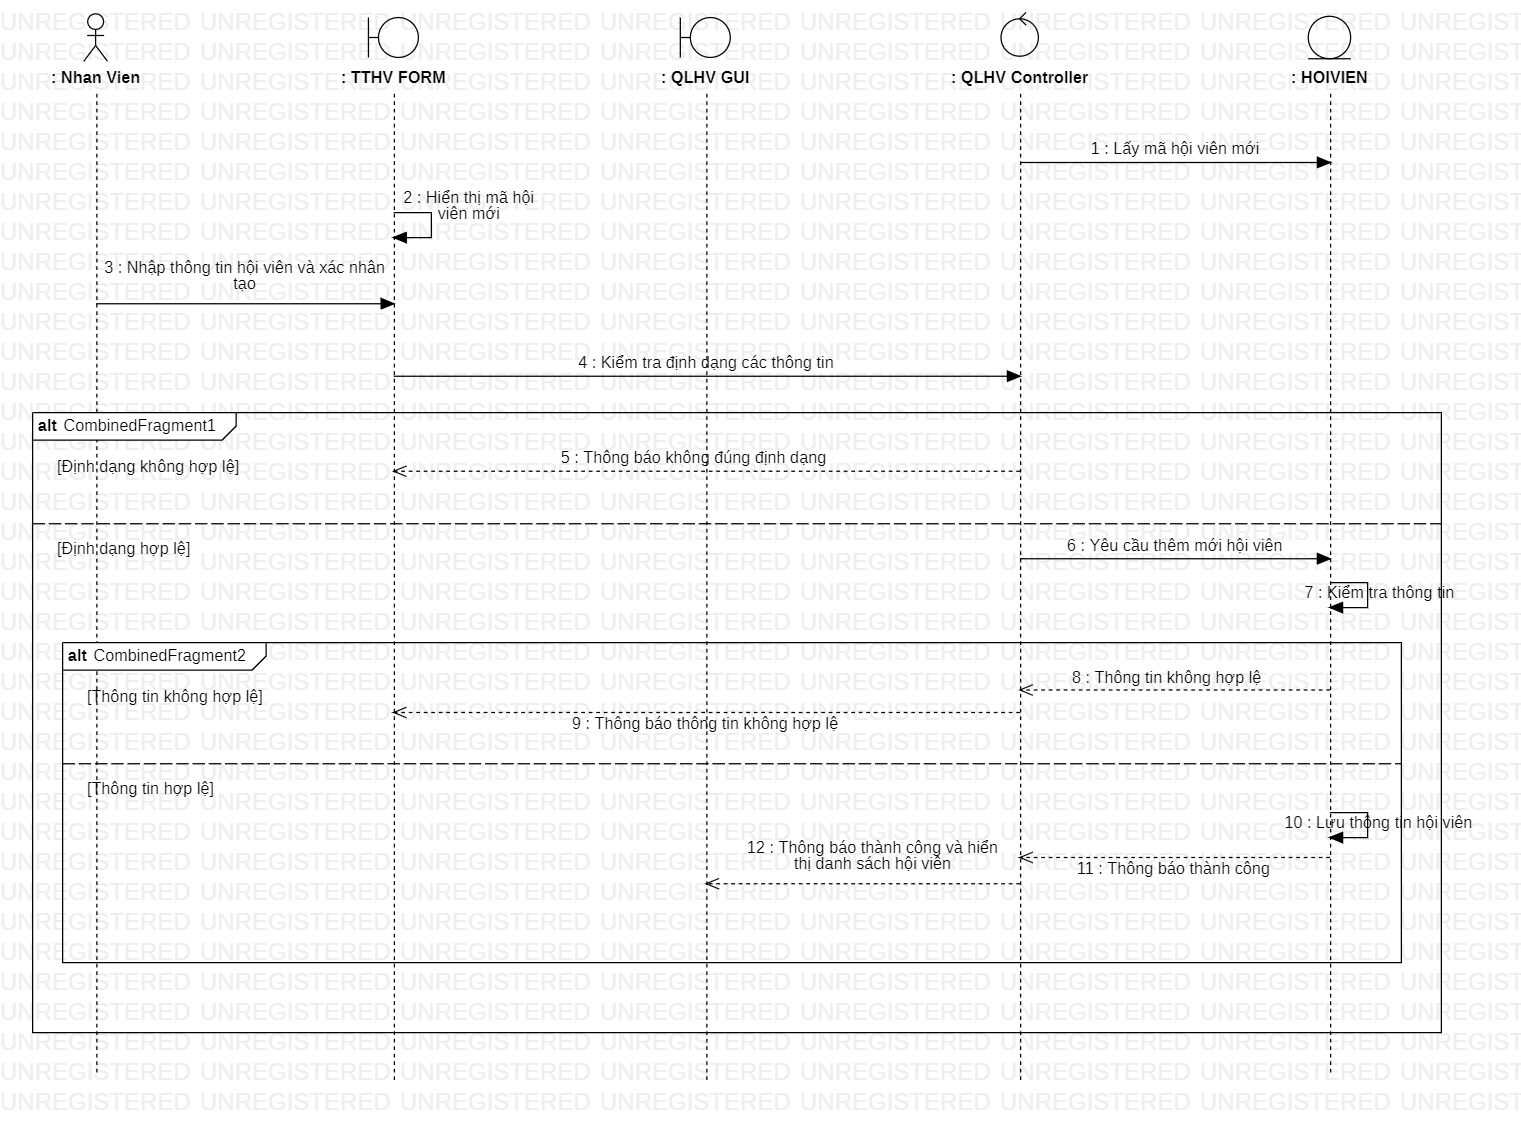 : Nhan Vien
: TTHV FORM
: QLHV GUI
: QLHV Controller
: HOIVIEN
1 : Lấy mã hội viên mới
2 : Hiển thị mã hội
viên mới
3 : Nhập thông tin hội viên và xác nhân
tạo
4 : Kiểm tra định dạng các thông tin
alt CombinedFragment1
[Định dạng không hợp lệ]
5 : Thông báo không đúng định dạng
[Định dạng hợp lệ]
6 : Yêu cầu thêm mới hội viên
7 : Kiểm tra thông tin
alt CombinedFragment2
[Thông tin không hợp lệ]
8 : Thông tin không hợp lệ
9 : Thông báo thông tin không hợp lệ
[Thông tin hợp lệ]
10 : Lưu thông tin hội viên
12 : Thông báo thành công và hiển
thị danh sách hội viên
11 : Thông báo thành công
UNREGISTERED